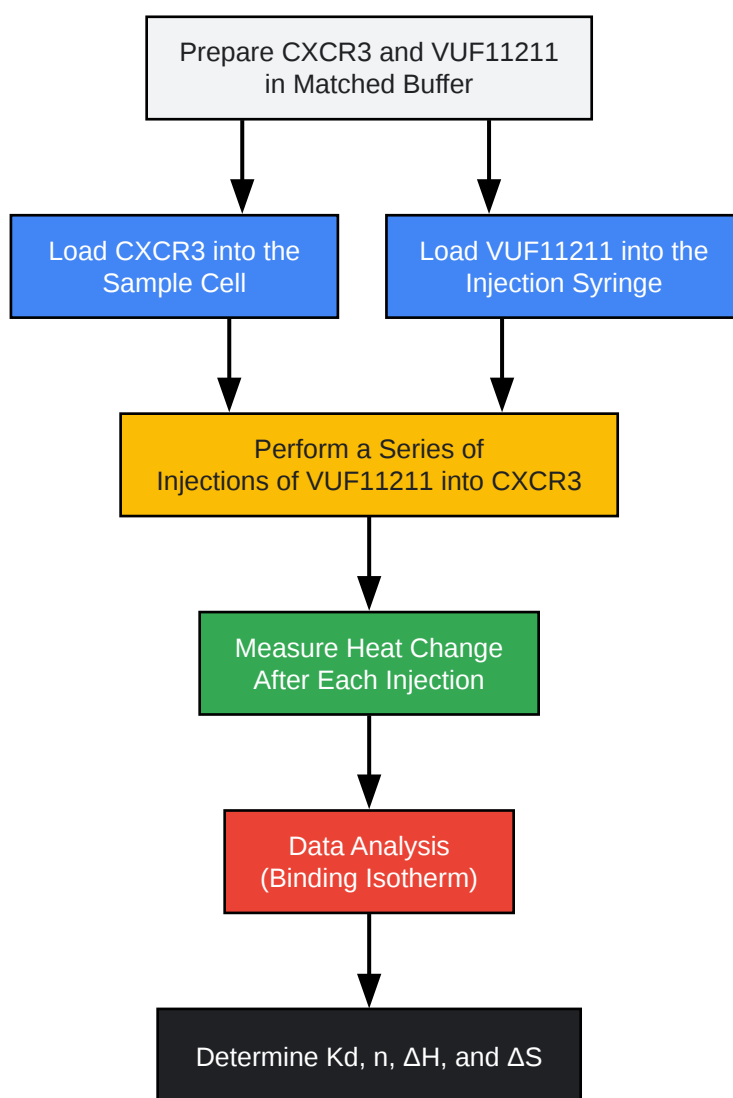 Prepare CXCR3 and VUF11211
in Matched Buffer
Load CXCR3 into the
Sample Cell
Load VUF11211 into the
Injection Syringe
Perform a Series of
Injections of VUF11211 into CXCR3
Measure Heat Change
After Each Injection
Data Analysis
(Binding Isotherm)
Determine Kd, n, ΔH, and ΔS